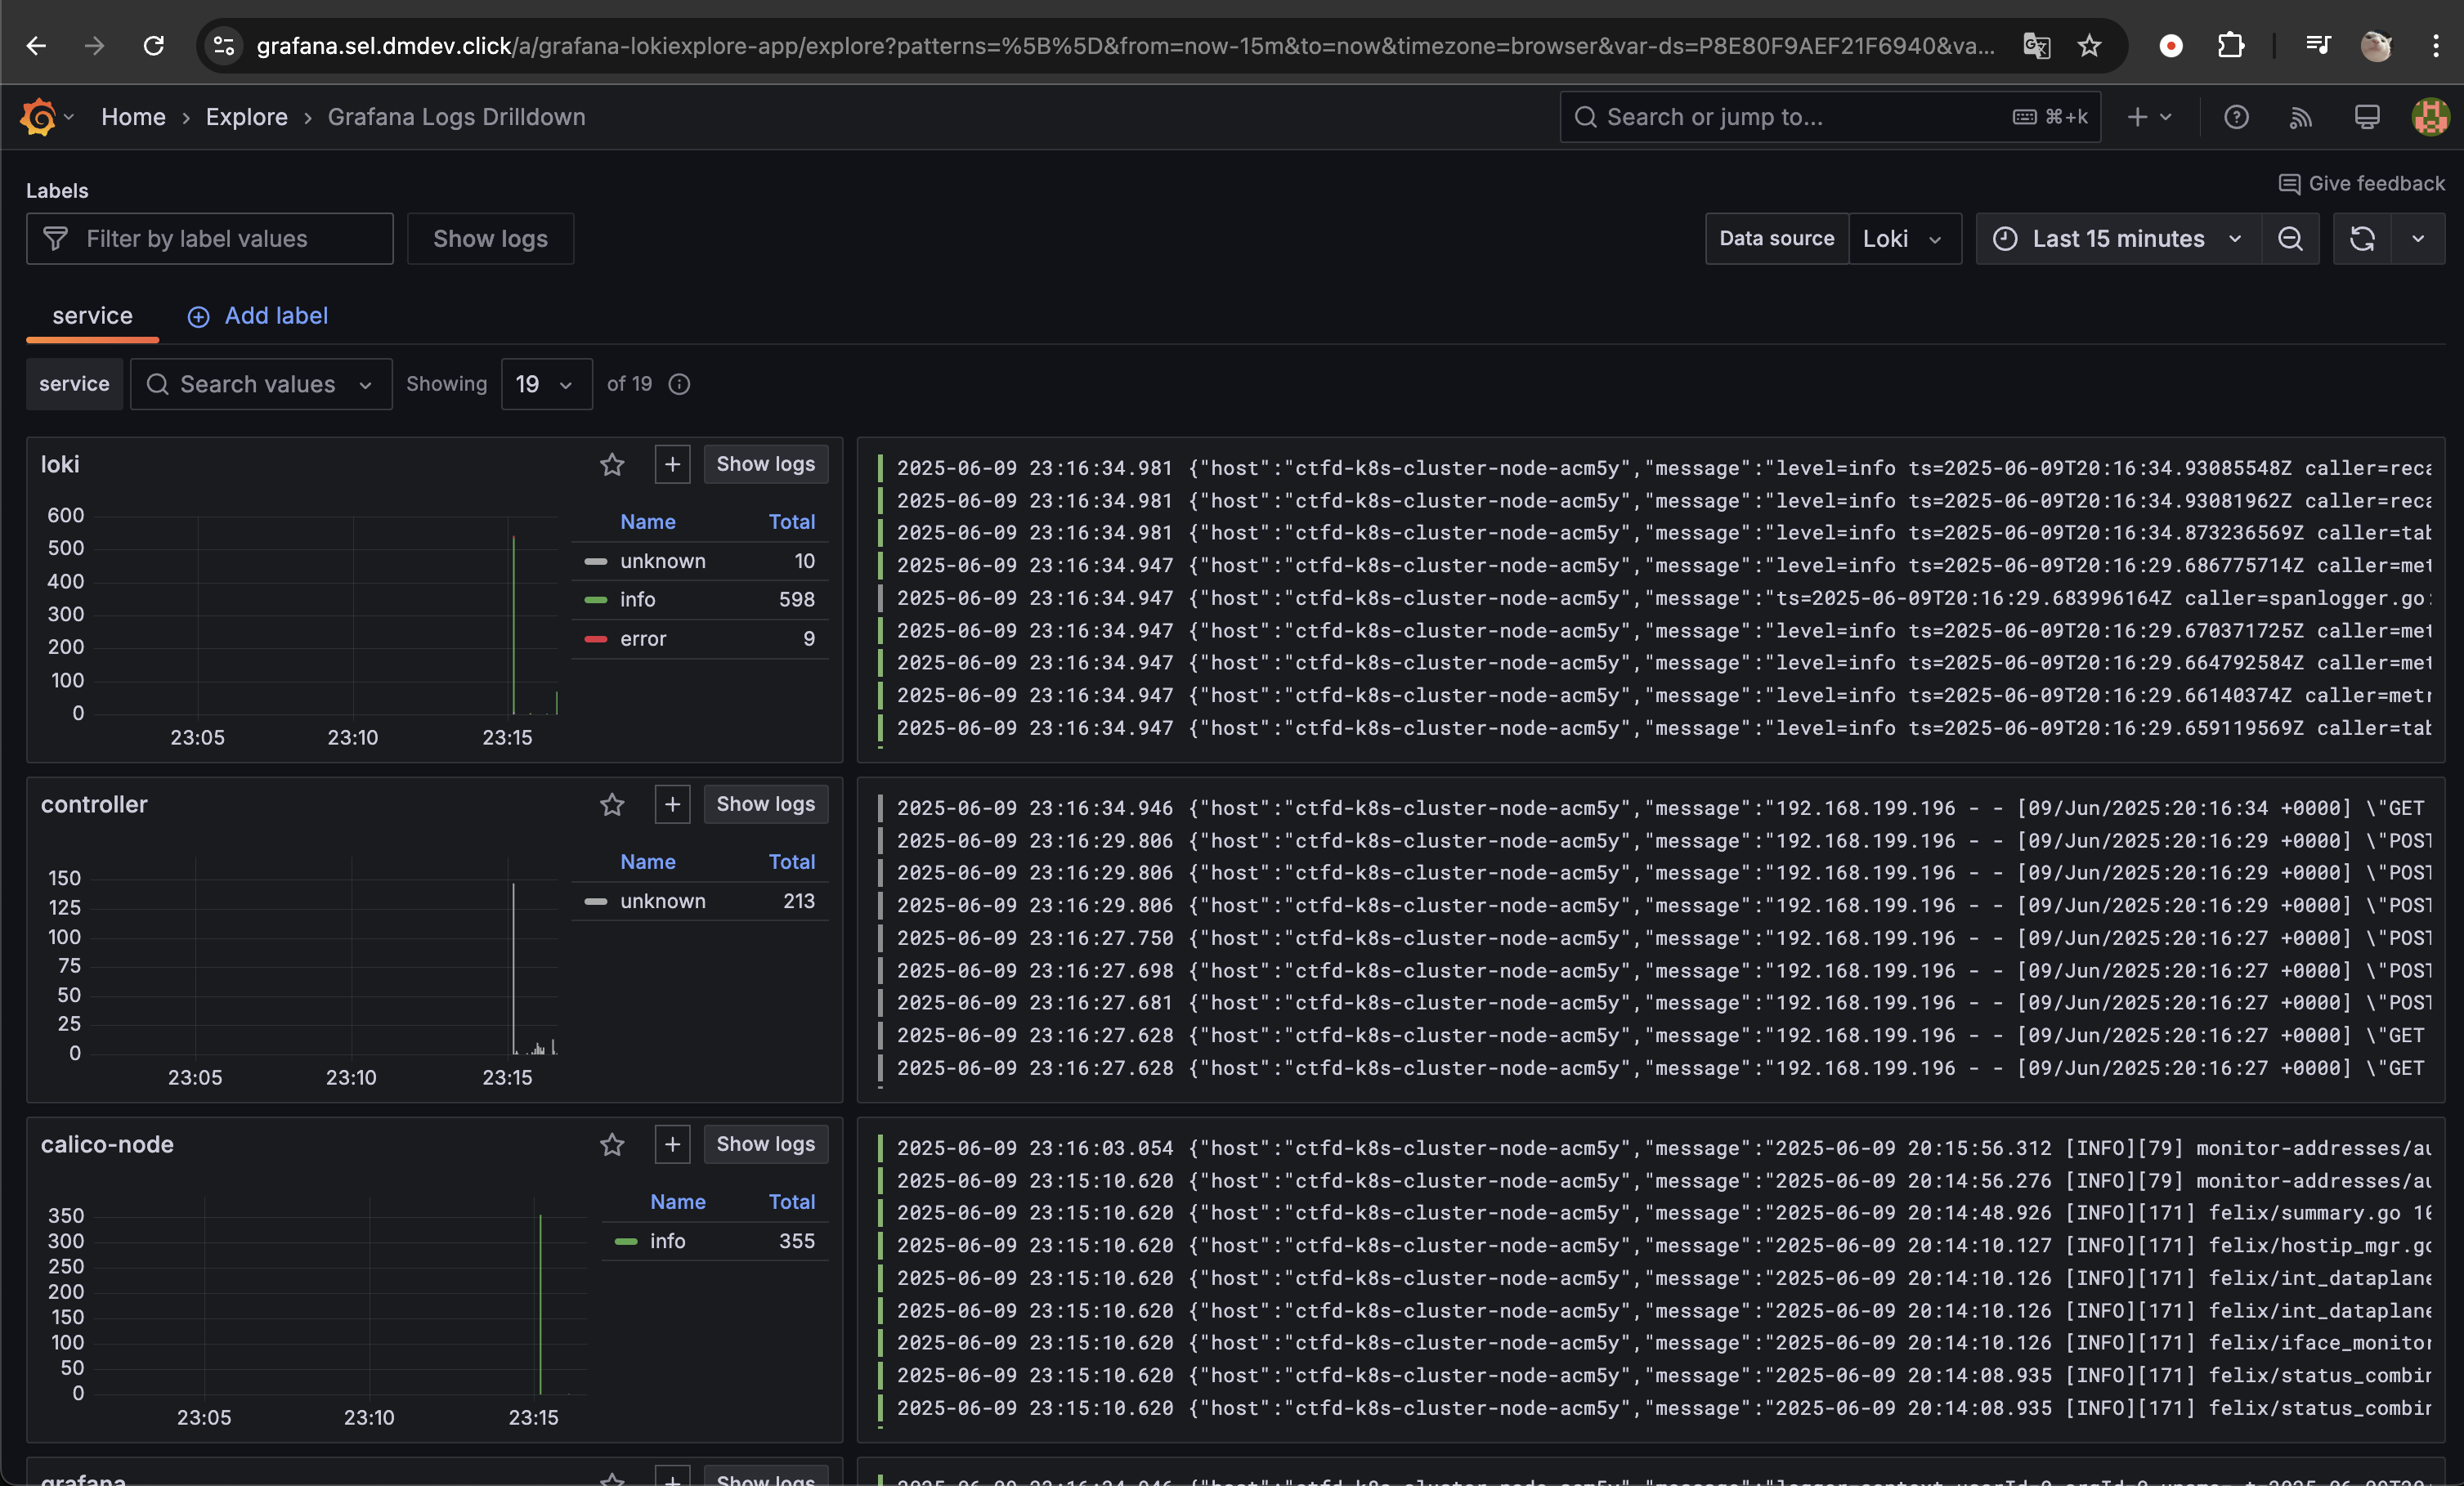 grafana.sel.dmdev.click/a/grafana-lokiexplore-app/explore?patterns=%5B%5D&from=now-15m&to=now&timezone=browser&var-ds=P8E80F9AEF21F6940&va...
Home › Explore › Grafana Logs Drilldown
Search or jump to... ⌘+k
Give feedback
Labels
Filter by label values Show logs
Data source Loki Last 15 minutes
service Add label
service Search values Showing 19 of 19
loki Show logs
Name Total
unknown 10
info 598
error 9
600
500
400
300
200
100
0
23:05 23:10 23:15
2025-06-09 23:16:34.981 {"host":"ctfd-k8s-cluster-node-acm5y","message":"level=info ts=2025-06-09T20:16:34.93085548Z caller=reca
2025-06-09 23:16:34.981 {"host":"ctfd-k8s-cluster-node-acm5y","message":"level=info ts=2025-06-09T20:16:34.93081962Z caller=reca
2025-06-09 23:16:34.981 {"host":"ctfd-k8s-cluster-node-acm5y","message":"level=info ts=2025-06-09T20:16:34.873236569Z caller=tab
2025-06-09 23:16:34.947 {"host":"ctfd-k8s-cluster-node-acm5y","message":"level=info ts=2025-06-09T20:16:29.686775714Z caller=met
2025-06-09 23:16:34.947 {"host":"ctfd-k8s-cluster-node-acm5y","message":"ts=2025-06-09T20:16:29.683996164Z caller=spanlogger.go:
2025-06-09 23:16:34.947 {"host":"ctfd-k8s-cluster-node-acm5y","message":"level=info ts=2025-06-09T20:16:29.670371725Z caller=met
2025-06-09 23:16:34.947 {"host":"ctfd-k8s-cluster-node-acm5y","message":"level=info ts=2025-06-09T20:16:29.664792584Z caller=met
2025-06-09 23:16:34.947 {"host":"ctfd-k8s-cluster-node-acm5y","message":"level=info ts=2025-06-09T20:16:29.66140374Z caller=metr
2025-06-09 23:16:34.947 {"host":"ctfd-k8s-cluster-node-acm5y","message":"level=info ts=2025-06-09T20:16:29.659119569Z caller=tab
controller Show logs
Name Total
unknown 213
150
125
100
75
50
25
0
23:05 23:10 23:15
2025-06-09 23:16:34.946 {"host":"ctfd-k8s-cluster-node-acm5y","message":"192.168.199.196 - - [09/Jun/2025:20:16:34 +0000] \"GET
2025-06-09 23:16:29.806 {"host":"ctfd-k8s-cluster-node-acm5y","message":"192.168.199.196 - - [09/Jun/2025:20:16:29 +0000] \"POST
2025-06-09 23:16:29.806 {"host":"ctfd-k8s-cluster-node-acm5y","message":"192.168.199.196 - - [09/Jun/2025:20:16:29 +0000] \"POST
2025-06-09 23:16:29.806 {"host":"ctfd-k8s-cluster-node-acm5y","message":"192.168.199.196 - - [09/Jun/2025:20:16:29 +0000] \"POST
2025-06-09 23:16:27.750 {"host":"ctfd-k8s-cluster-node-acm5y","message":"192.168.199.196 - - [09/Jun/2025:20:16:27 +0000] \"POST
2025-06-09 23:16:27.698 {"host":"ctfd-k8s-cluster-node-acm5y","message":"192.168.199.196 - - [09/Jun/2025:20:16:27 +0000] \"POST
2025-06-09 23:16:27.681 {"host":"ctfd-k8s-cluster-node-acm5y","message":"192.168.199.196 - - [09/Jun/2025:20:16:27 +0000] \"POST
2025-06-09 23:16:27.628 {"host":"ctfd-k8s-cluster-node-acm5y","message":"192.168.199.196 - - [09/Jun/2025:20:16:27 +0000] \"GET
2025-06-09 23:16:27.628 {"host":"ctfd-k8s-cluster-node-acm5y","message":"192.168.199.196 - - [09/Jun/2025:20:16:27 +0000] \"GET
calico-node Show logs
Name Total
info 355
350
300
250
200
150
100
50
0
23:05 23:10 23:15
2025-06-09 23:16:03.054 {"host":"ctfd-k8s-cluster-node-acm5y","message":"2025-06-09 20:15:56.312 [INFO][79] monitor-addresses/au
2025-06-09 23:15:10.620 {"host":"ctfd-k8s-cluster-node-acm5y","message":"2025-06-09 20:14:56.276 [INFO][79] monitor-addresses/au
2025-06-09 23:15:10.620 {"host":"ctfd-k8s-cluster-node-acm5y","message":"2025-06-09 20:14:48.926 [INFO][171] felix/summary.go 10
2025-06-09 23:15:10.620 {"host":"ctfd-k8s-cluster-node-acm5y","message":"2025-06-09 20:14:10.127 [INFO][171] felix/hostip_mgr.go
2025-06-09 23:15:10.620 {"host":"ctfd-k8s-cluster-node-acm5y","message":"2025-06-09 20:14:10.126 [INFO][171] felix/int_dataplane
2025-06-09 23:15:10.620 {"host":"ctfd-k8s-cluster-node-acm5y","message":"2025-06-09 20:14:10.126 [INFO][171] felix/int_dataplane
2025-06-09 23:15:10.620 {"host":"ctfd-k8s-cluster-node-acm5y","message":"2025-06-09 20:14:10.126 [INFO][171] felix/iface_monitor
2025-06-09 23:15:10.620 {"host":"ctfd-k8s-cluster-node-acm5y","message":"2025-06-09 20:14:08.935 [INFO][171] felix/status_combin
2025-06-09 23:15:10.620 {"host":"ctfd-k8s-cluster-node-acm5y","message":"2025-06-09 20:14:08.935 [INFO][171] felix/status_combin
grafana Show logs